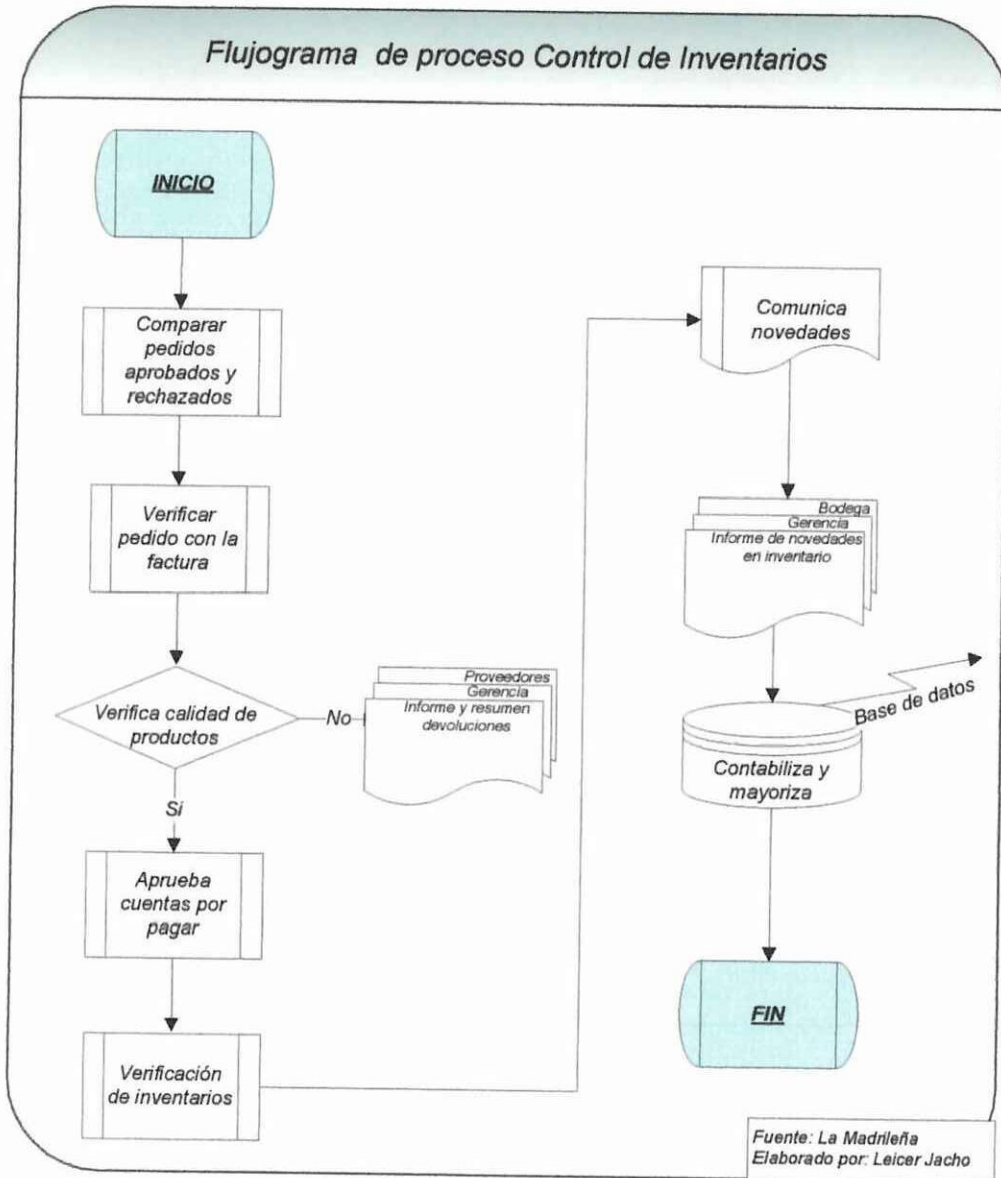 Flujograma de proceso Control de Inventarios
INICIO
Comparar
pedidos
aprobados y
rechazados
Verificar
pedido con la
factura
Verifica calidad de
productos
No
Proveedores
Gerencia
Informe y resumen
devoluciones
Si
Aprueba
cuentas por
pagar
Verificación
de inventarios
Comunica
novedades
Bodega
Gerencia
Informe de novedades
en inventario
Base de datos
Contabiliza y
mayoriza
FIN
Fuente: La Madrileña
Elaborado por: Leicer Jacho